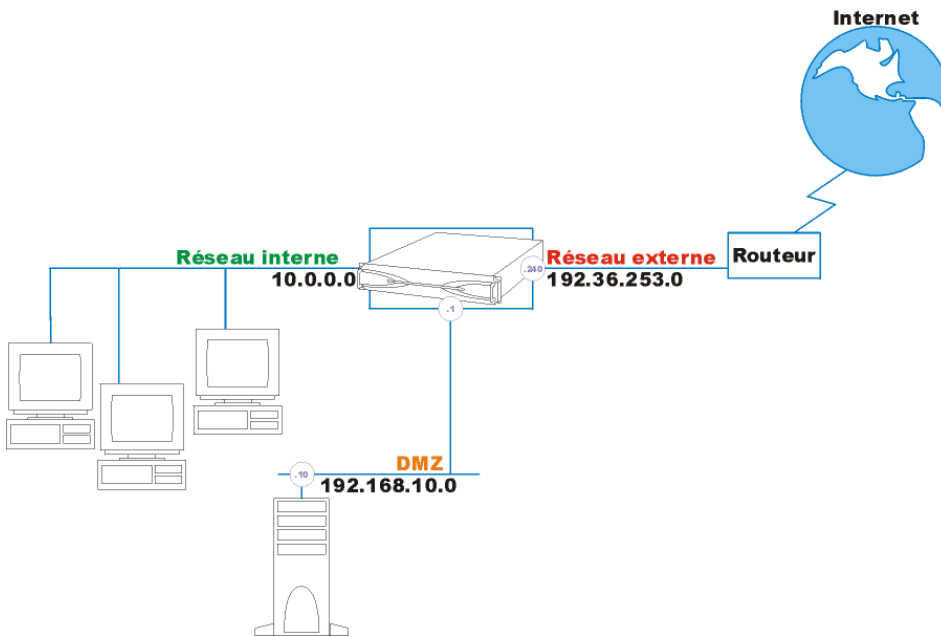 Internet
Réseau interne
10.0.0.0
.240
Réseau externe
192.36.253.0
Routeur
.1
DMZ
.10
192.168.10.0